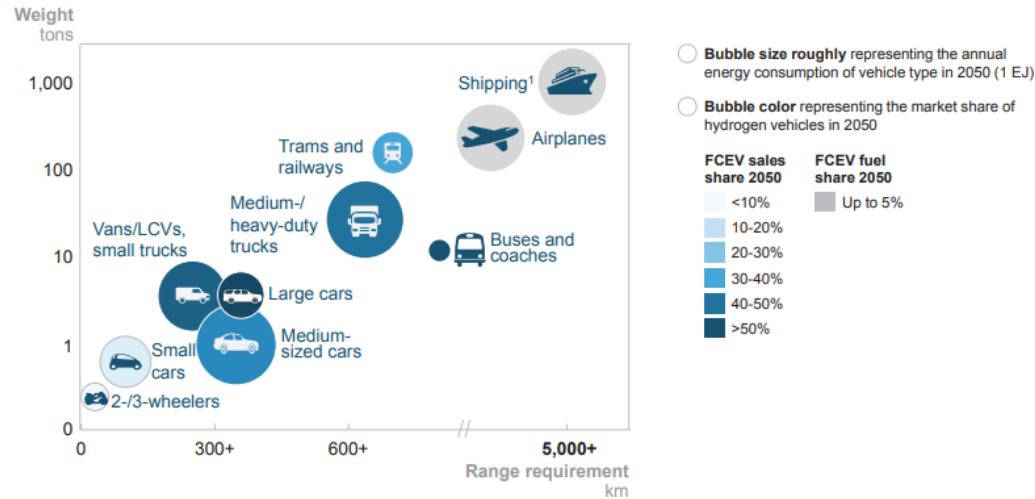 Weight
tons
1,000
100
10
1
0
Shipping¹
Airplanes
Trams and
railways
Medium-/
heavy-duty
trucks
Vans/LCVs,
small trucks
Buses and
coaches
Large cars
Medium-
sized cars
Small
cars
2-/3-wheelers
0
300+
600+
5,000+
Range requirement
km
Bubble size roughly representing the annual
energy consumption of vehicle type in 2050 (1 EJ)
Bubble color representing the market share of
hydrogen vehicles in 2050
FCEV sales
share 2050
<10%
10-20%
20-30%
30-40%
40-50%
>50%
FCEV fuel
share 2050
Up to 5%